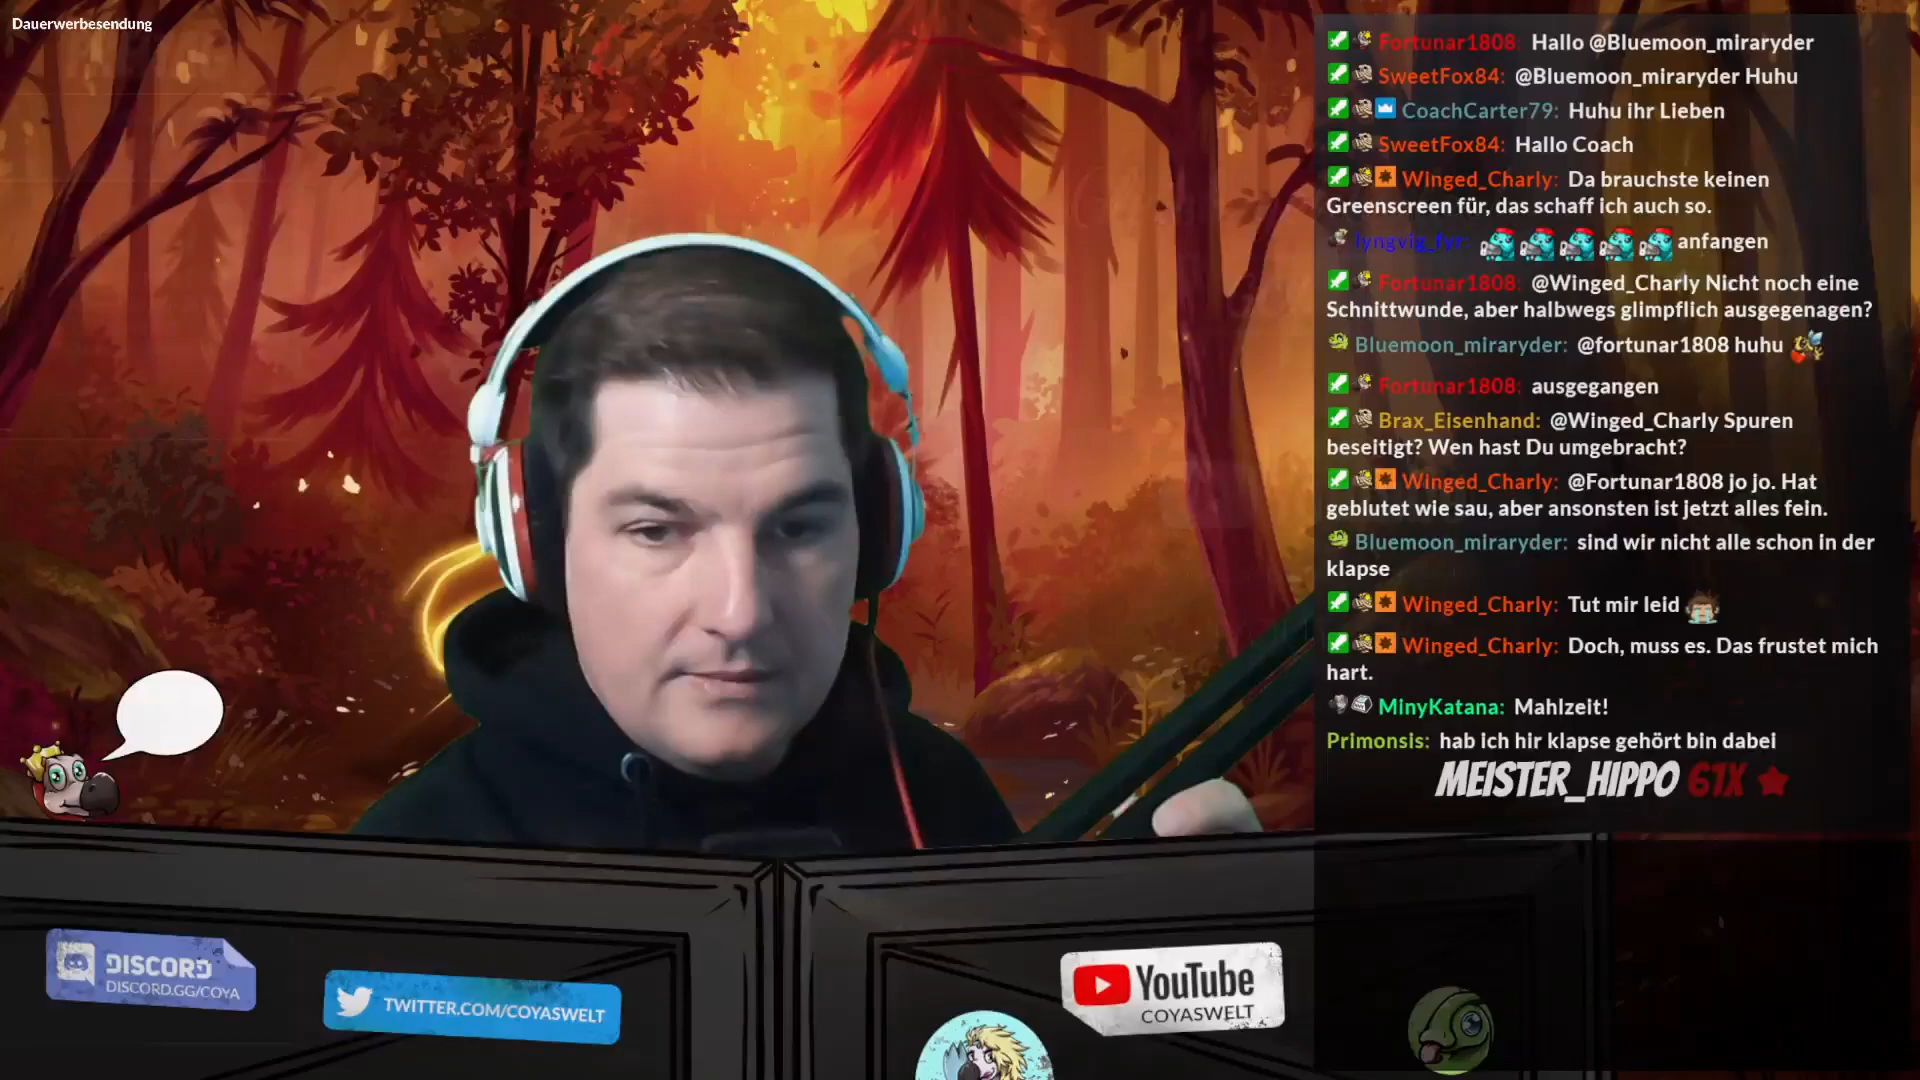 Dauerwerbesendung
Fortunar1808: Hallo @Bluemoon_miraryder
SweetFox84: @Bluemoon_miraryder Huhu
CoachCarter79: Huhu ihr Lieben
SweetFox84: Hallo Coach
Winged_Charly: Da brauchste keinen
Greenscreen für, das schaff ich auch so.
lyngvig_fyr: anfangen
Fortunar1808: @Winged_Charly Nicht noch eine
Schnittwunde, aber halbwegs glimpflich ausgegenagen?
Bluemoon_miraryder: @fortunar1808 huhu
Fortunar1808: ausgegangen
Brax_Eisenhand: @Winged_Charly Spuren
beseitigt? Wen hast Du umgebracht?
Winged_Charly: @Fortunar1808 jo jo. Hat
geblutet wie sau, aber ansonsten ist jetzt alles fein.
Bluemoon_miraryder: sind wir nicht alle schon in der
klapse
Winged_Charly: Tut mir leid
Winged_Charly: Doch, muss es. Das frustet mich
hart.
MinyKatana: Mahlzeit!
Primonsis: hab ich hir klapse gehört bin dabei
MEISTER_HIPPO 61X
DISCORD
DISCORD.GG/COYA
TWITTER.COM/COYASWELT
YouTube
COYASWELT